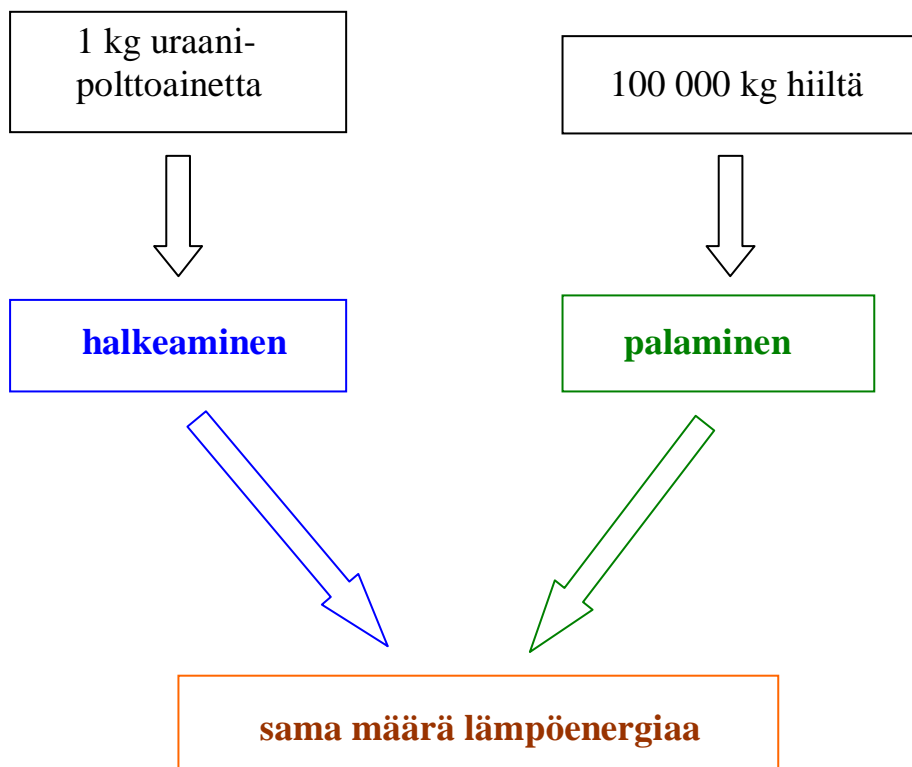 1 kg uraani-
polttoainetta
100 000 kg hiiltä
halkeaminen
palaminen
sama määrä lämpöenergiaa